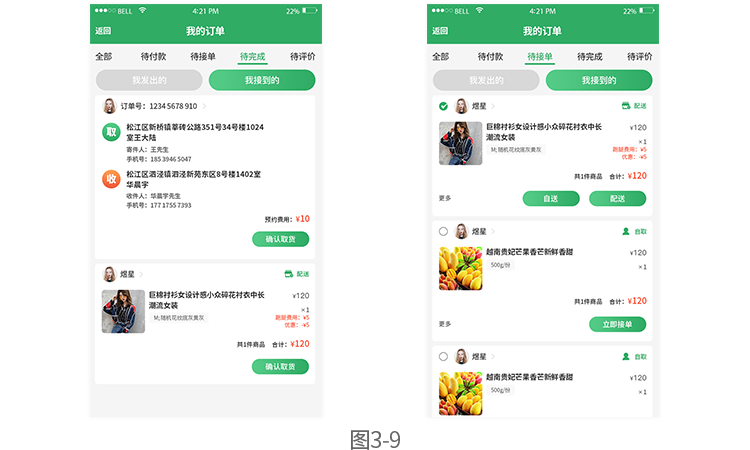 BELL
4:21 PM
22%
返回
我的订单
全部
待付款
待接单
待完成
待评价
我发出的
我接到的
订单号：1234 5678 910
取
松江区新桥镇莘砖公路351号34号楼1024
室王大陆
寄件人：王先生
手机号：185 3946 5047
收
松江区泗泾镇泗泾新苑东区8号楼1402室
华晨宇
收件人：华晨宇先生
手机号：177 1755 7393
预约费用：¥10
确认取货
煜星
配送
巨棉衬衫女设计感小众碎花衬衣中长
潮流女装
¥120
M; 随机花纹搭灰黄灰
×1
跑腿费用：¥5
优惠：-¥5
共1件商品 合计：¥120
确认取货
BELL
4:21 PM
22%
返回
我的订单
全部
待付款
待接单
待完成
待评价
我发出的
我接到的
煜星
配送
巨棉衬衫女设计感小众碎花衬衣中长
潮流女装
¥120
M; 随机花纹搭灰黄灰
×1
跑腿费用：¥5
优惠：-¥5
共1件商品 合计：¥120
更多
自送
配送
煜星
自取
越南贵妃芒果香芒新鲜香甜
¥120
500g/份
×1
共1件商品 合计：¥120
更多
立即接单
煜星
自取
越南贵妃芒果香芒新鲜香甜
¥120
500g/份
×1
图3-9